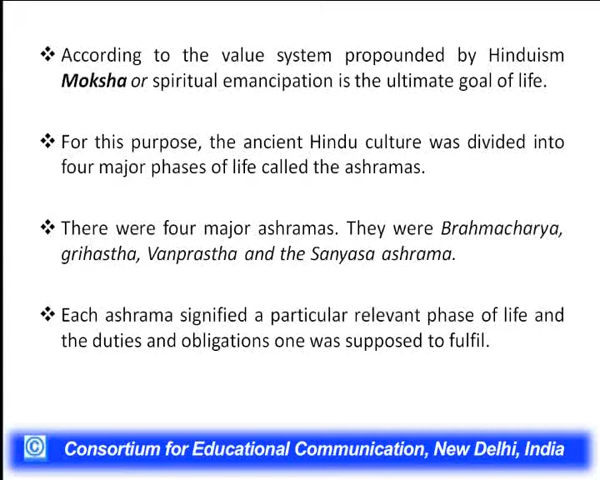 ❖ According to the value system propounded by Hinduism
Moksha or spiritual emancipation is the ultimate goal of life.
❖ For this purpose, the ancient Hindu culture was divided into
four major phases of life called the ashramas.
❖ There were four major ashramas. They were Brahmacharya,
grihastha, Vanprastha and the Sanyasa ashrama.
❖ Each ashrama signified a particular relevant phase of life and
the duties and obligations one was supposed to fulfil.
© Consortium for Educational Communication, New Delhi, India